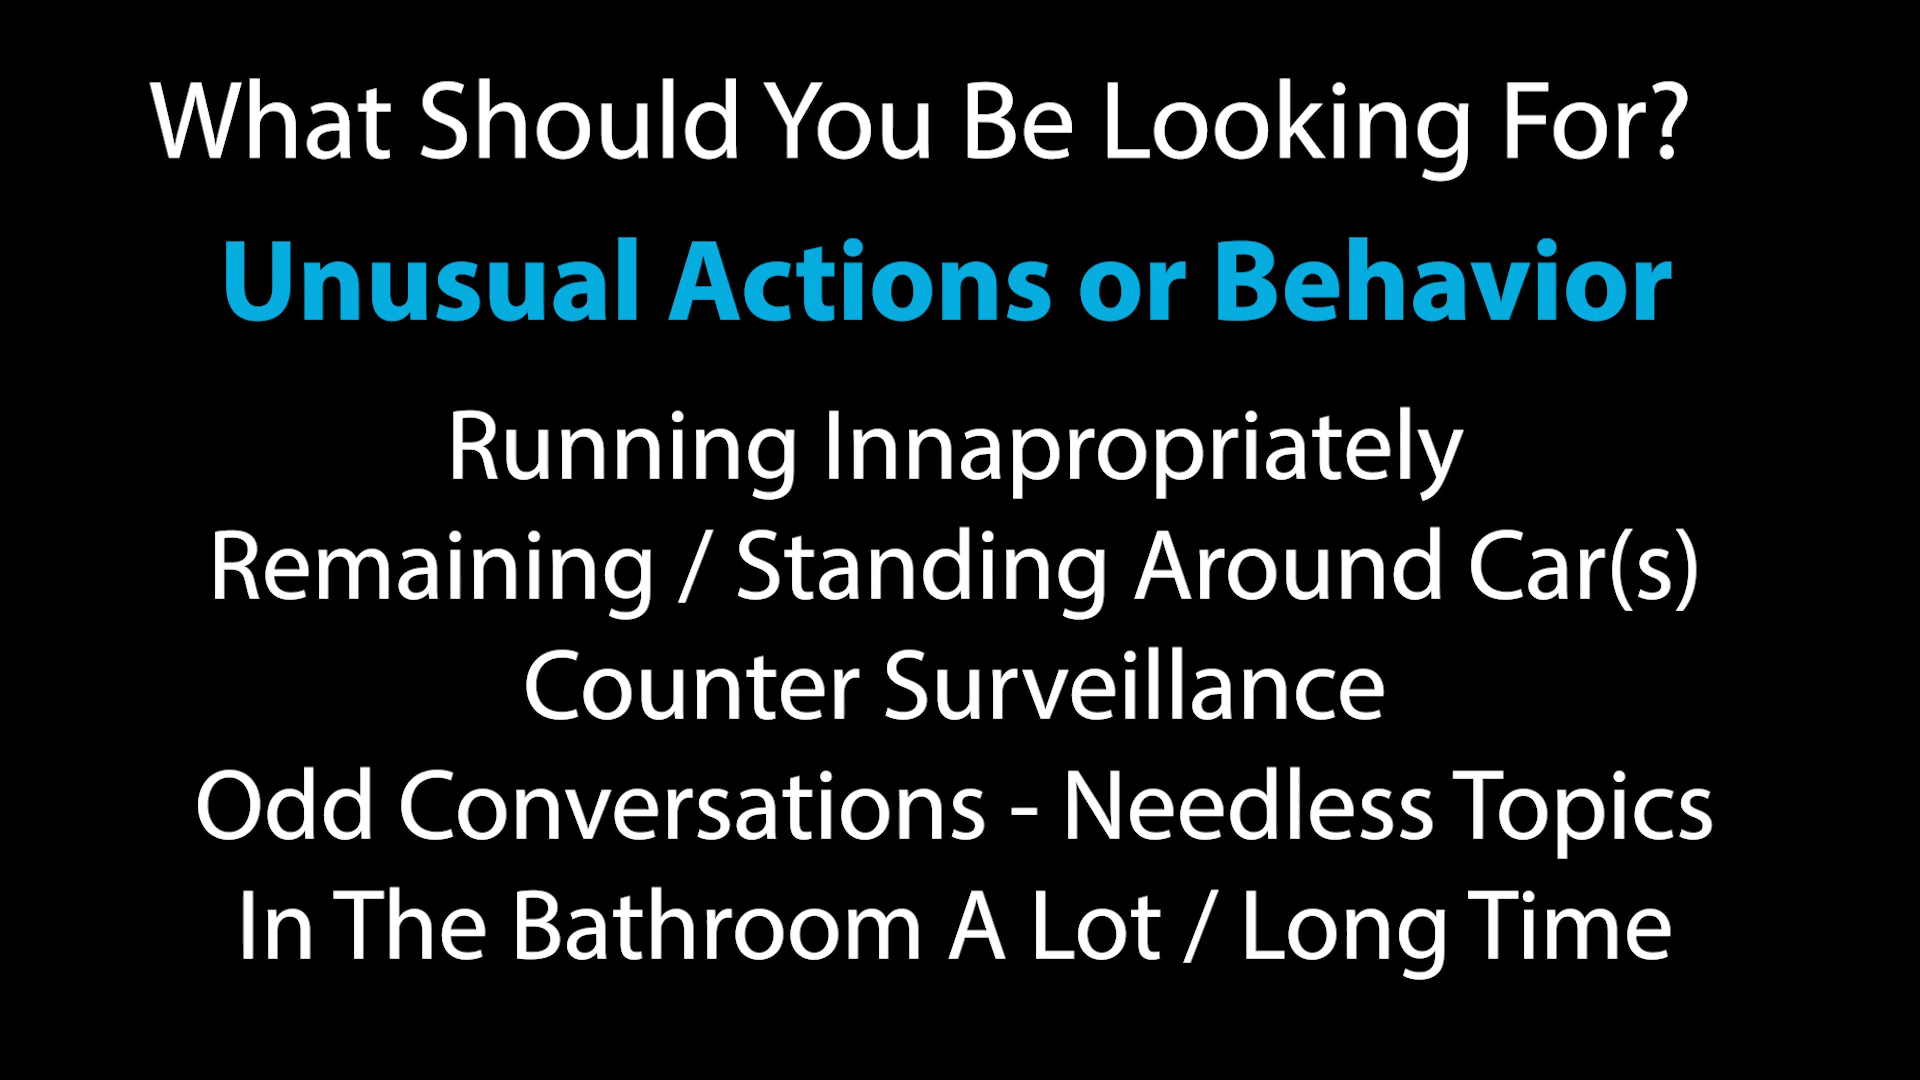 What Should You Be Looking For?
Unusual Actions or Behavior
Running Innapropriately
Remaining / Standing Around Car(s)
Counter Surveillance
Odd Conversations - Needless Topics
In The Bathroom A Lot / Long Time